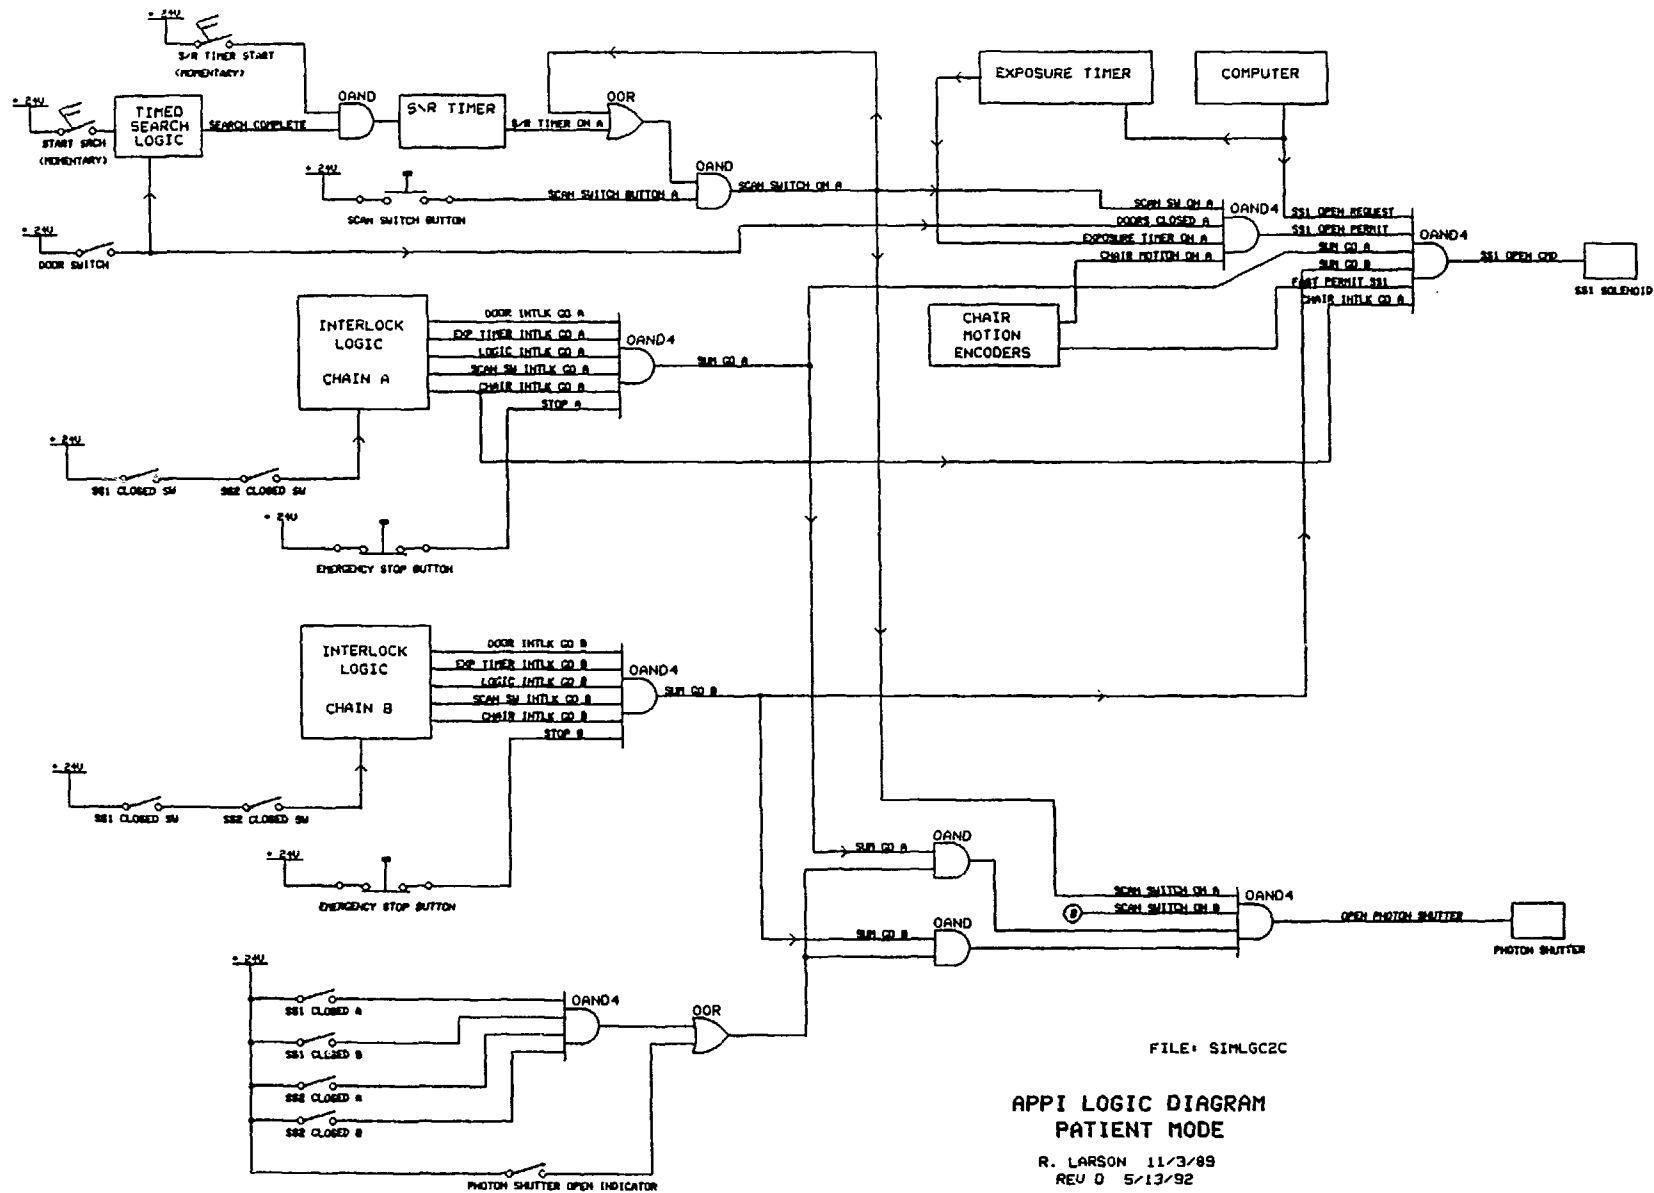 + 24V
S/R TIMER START
(MOMENTARY)
+ 24V
START SRCH
(MOMENTARY)
TIMED
SEARCH
LOGIC
SEARCH COMPLETE
OAND
S\R TIMER
S/R TIMER ON A
OOR
+ 24V
SCAN SWITCH BUTTON
SCAN SWITCH BUTTON A
OAND
SCAN SWITCH ON A
+ 24V
DOOR SWITCH
EXPOSURE TIMER
COMPUTER
SCAN SW ON A
DOORS CLOSED A
EXPOSURE TIMER ON A
CHAIR MOTION ON A
OAND4
SS1 OPEN REQUEST
SS1 OPEN PERMIT
SUM GO A
SUM GO B
FAST PERMIT SS1
CHAIR INTLK GO A
OAND4
SS1 OPEN CMD
SS1 SOLENOID
CHAIR
MOTION
ENCODERS
INTERLOCK
LOGIC
CHAIN A
DOOR INTLK GO A
EXP TIMER INTLK GO A
LOGIC INTLK GO A
SCAN SW INTLK GO A
CHAIR INTLK GO A
STOP A
OAND4
SUM GO A
+ 24V
SS1 CLOSED SW
SS2 CLOSED SW
+ 24V
EMERGENCY STOP BUTTON
INTERLOCK
LOGIC
CHAIN B
DOOR INTLK GO B
EXP TIMER INTLK GO B
LOGIC INTLK GO B
SCAN SW INTLK GO B
CHAIR INTLK GO B
STOP B
OAND4
SUM GO B
+ 24V
SS1 CLOSED SW
SS2 CLOSED SW
+ 24V
EMERGENCY STOP BUTTON
SUM GO A
OAND
SUM GO B
OAND
SCAN SWITCH ON A
B
SCAN SWITCH ON B
OAND4
OPEN PHOTON SHUTTER
PHOTON SHUTTER
+ 24V
SS1 CLOSED A
SS1 CLOSED B
SS2 CLOSED A
SS2 CLOSED B
OAND4
OOR
PHOTON SHUTTER OPEN INDICATOR
FILE: SIMLGC2C
APPI LOGIC DIAGRAM
PATIENT MODE
R. LARSON 11/3/89
REV D 5/13/92